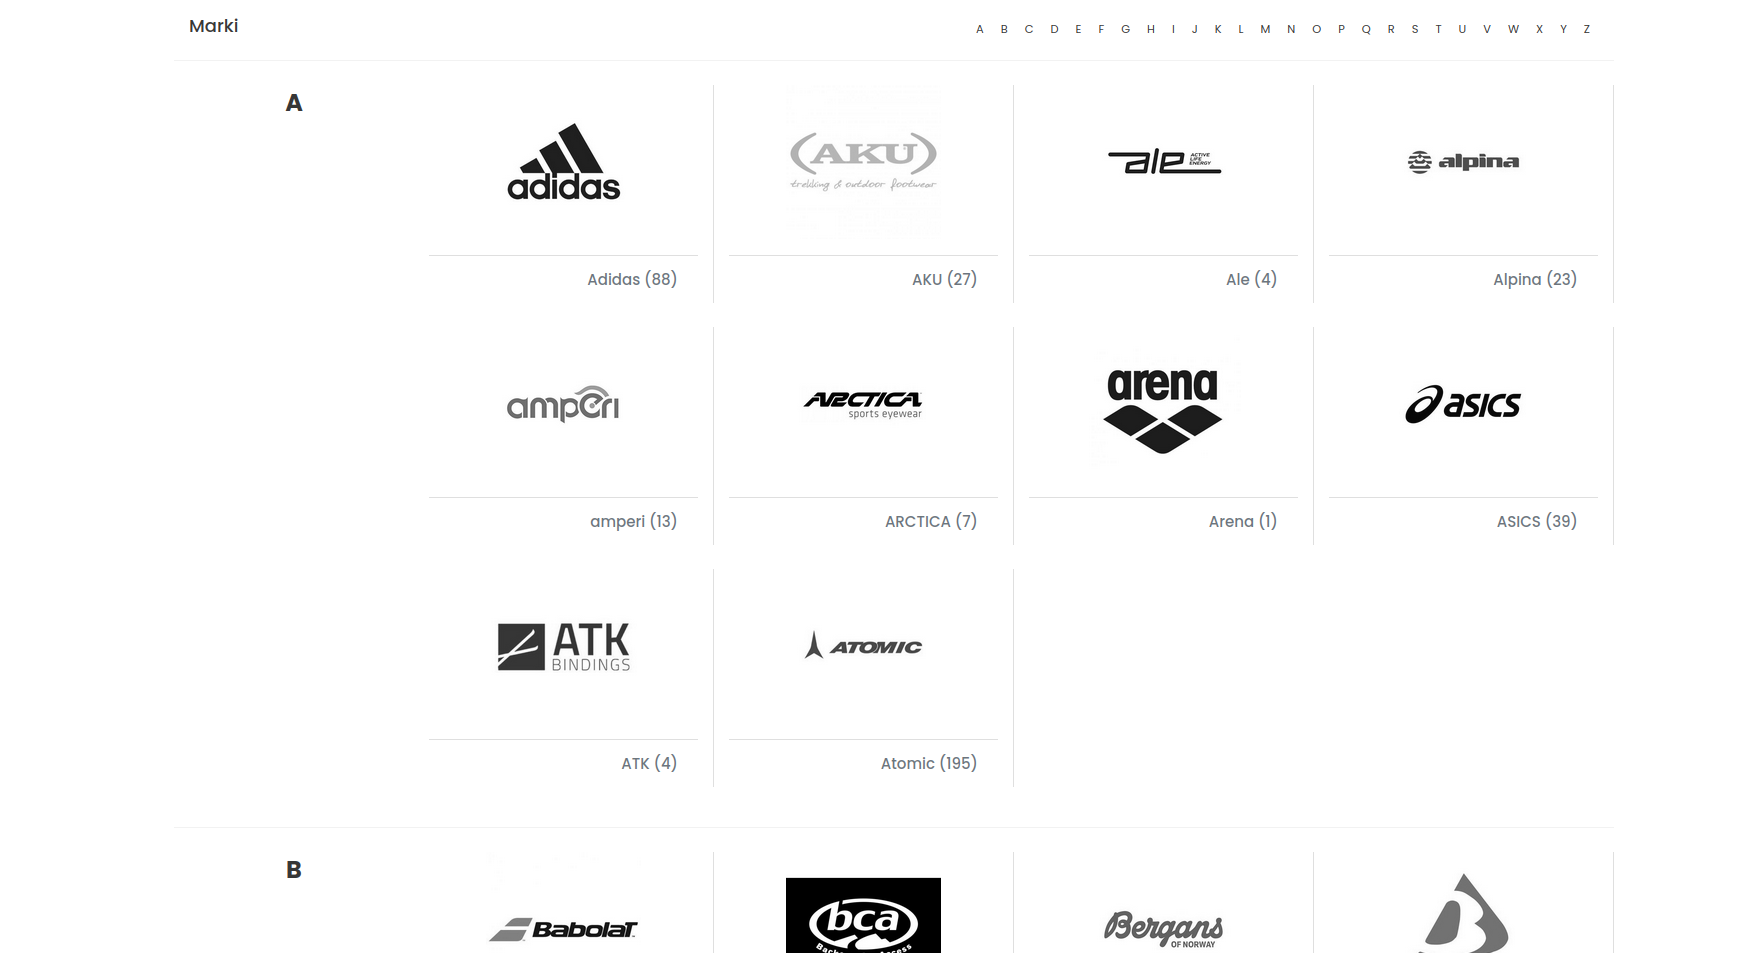 Marki
A B C D E F G H I J K L M N O P Q R S T U V W X Y Z
A
adidas
AKU
trekking & outdoor footwear
ale ACTIVE LIFE ENERGY
alpina
Adidas (88)
AKU (27)
Ale (4)
Alpina (23)
amperi
ARCTICA
sports eyewear
arena
asics
amperi (13)
ARCTICA (7)
Arena (1)
ASICS (39)
ATK
BINDINGS
ATOMIC
ATK (4)
Atomic (195)
B
Babolat
bca
Bergans
OF NORWAY
B